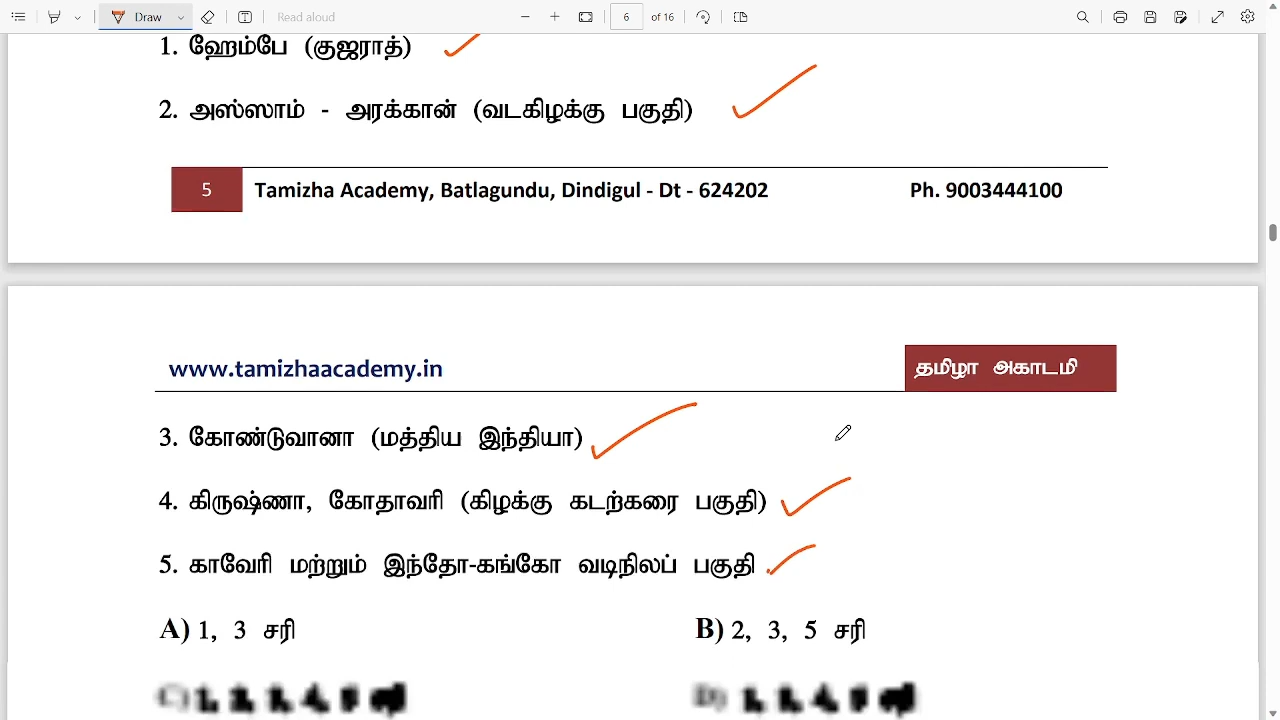 Draw
Read aloud
6 of 16
1. ஹேம்பே (குஜராத்)
2. அஸ்ஸாம் - அரக்கான் (வடகிழக்கு பகுதி)
5 Tamizha Academy, Batlagundu, Dindigul - Dt - 624202 Ph. 9003444100
www.tamizhaacademy.in தமிழா அகாடமி
3. கோண்டுவானா (மத்திய இந்தியா)
4. கிருஷ்ணா, கோதாவரி (கிழக்கு கடற்கரை பகுதி)
5. காவேரி மற்றும் இந்தோ-கங்கோ வடிநிலப் பகுதி
A) 1, 3 சரி B) 2, 3, 5 சரி